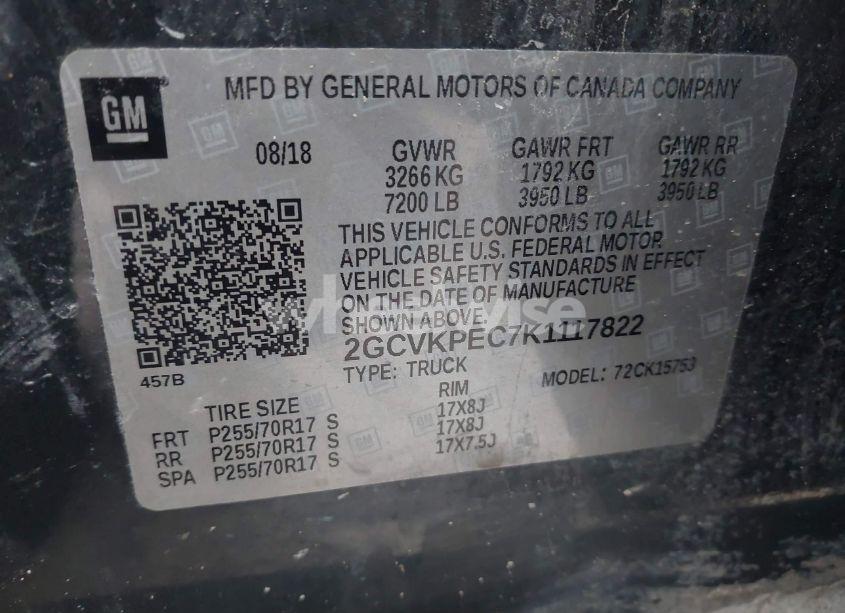 GM
MFD BY GENERAL MOTORS OF CANADA COMPANY
08/18 GVWR GAWR FRT GAWR RR
3266 KG 1792 KG 1792 KG
7200 LB 3950 LB 3950 LB
THIS VEHICLE CONFORMS TO ALL
APPLICABLE U.S. FEDERAL MOTOR
VEHICLE SAFETY STANDARDS IN EFFECT
ON THE DATE OF MANUFACTURE
SHOWN ABOVE.
2GCVKPEC7K1117822
457B
TYPE: TRUCK MODEL: 72CK15753
TIRE SIZE RIM
FRT P255/70R17 S 17X8J
RR P255/70R17 S 17X8J
SPA P255/70R17 S 17X7.5J